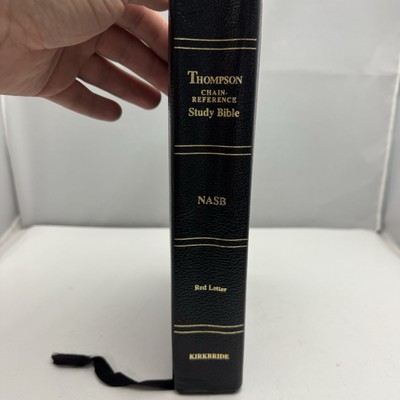 THOMPSON
CHAIN-
REFERENCE
Study Bible
NASB
Red Letter
KIRKBRIDE